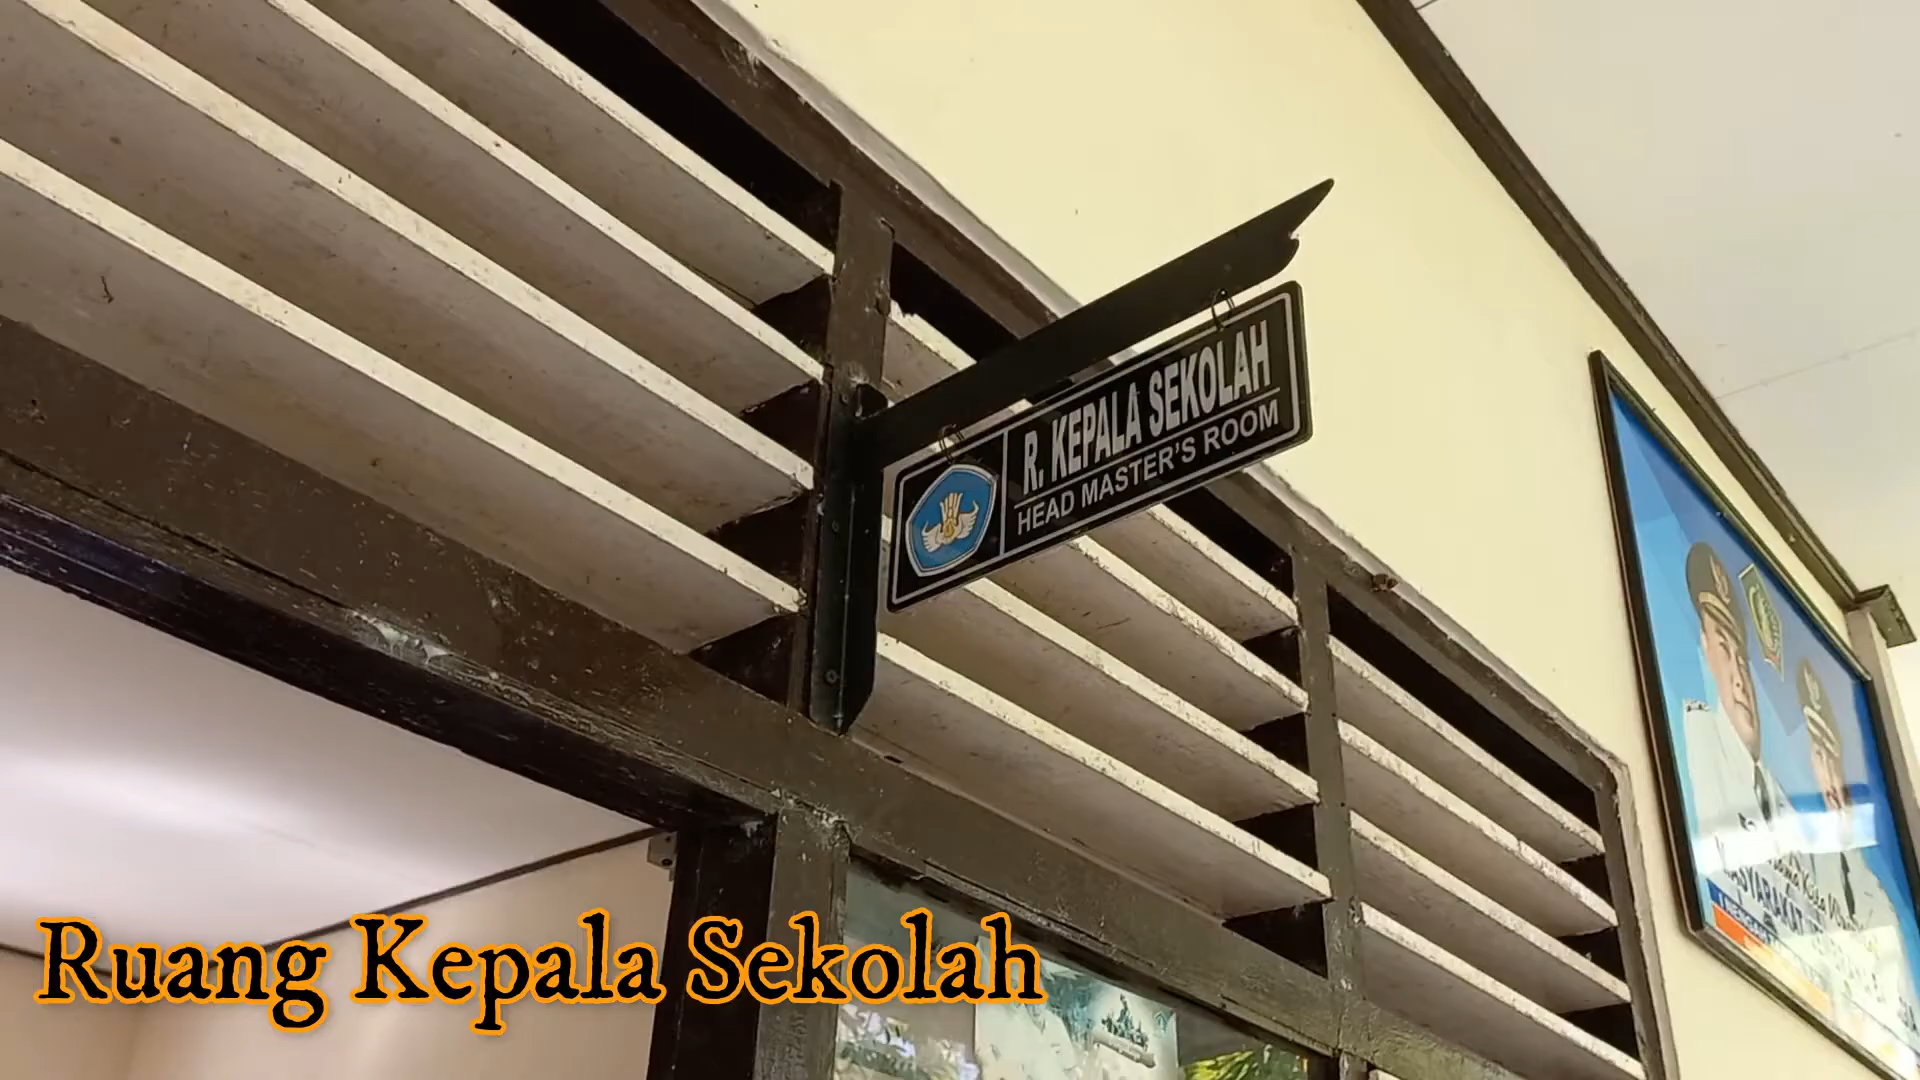 R. KEPALA SEKOLAH
HEAD MASTER'S ROOM
Ruang Kepala Sekolah